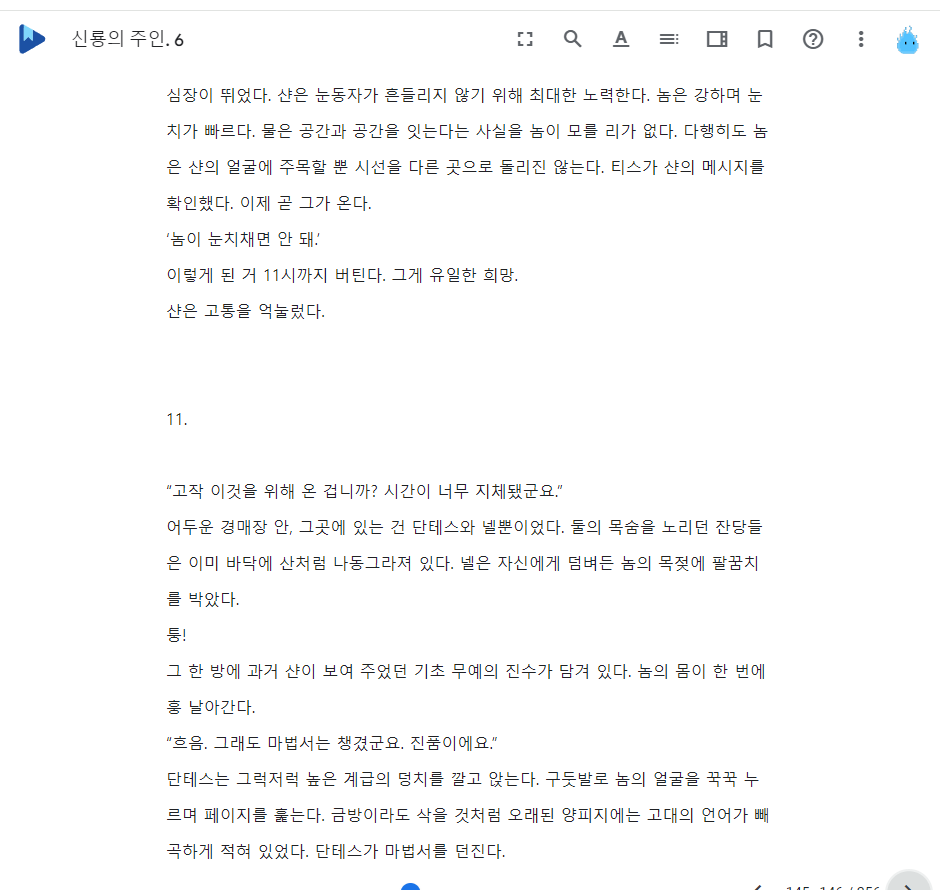 신룡의 주인. 6
심장이 뛰었다. 샨은 눈동자가 흔들리지 않기 위해 최대한 노력한다. 놈은 강하며 눈
치가 빠르다. 물은 공간과 공간을 잇는다는 사실을 놈이 모를 리가 없다. 다행히도 놈
은 샨의 얼굴에 주목할 뿐 시선을 다른 곳으로 돌리진 않는다. 티스가 샨의 메시지를
확인했다. 이제 곧 그가 온다.
‘놈이 눈치채면 안 돼.’
이렇게 된 거 11시까지 버틴다. 그게 유일한 희망.
샨은 고통을 억눌렀다.
11.
“고작 이것을 위해 온 겁니까? 시간이 너무 지체됐군요.”
어두운 경매장 안, 그곳에 있는 건 단테스와 넬뿐이었다. 둘의 목숨을 노리던 잔당들
은 이미 바닥에 산처럼 나동그라져 있다. 넬은 자신에게 덤벼든 놈의 목젖에 팔꿈치
를 박았다.
퉁!
그 한 방에 과거 샨이 보여 주었던 기초 무예의 진수가 담겨 있다. 놈의 몸이 한 번에
훙 날아간다.
“흐음. 그래도 마법서는 챙겼군요. 진품이에요.”
단테스는 그럭저럭 높은 계급의 덩치를 깔고 앉는다. 구둣발로 놈의 얼굴을 꾹꾹 누
르며 페이지를 훑는다. 금방이라도 삭을 것처럼 오래된 양피지에는 고대의 언어가 빼
곡하게 적혀 있었다. 단테스가 마법서를 던진다.